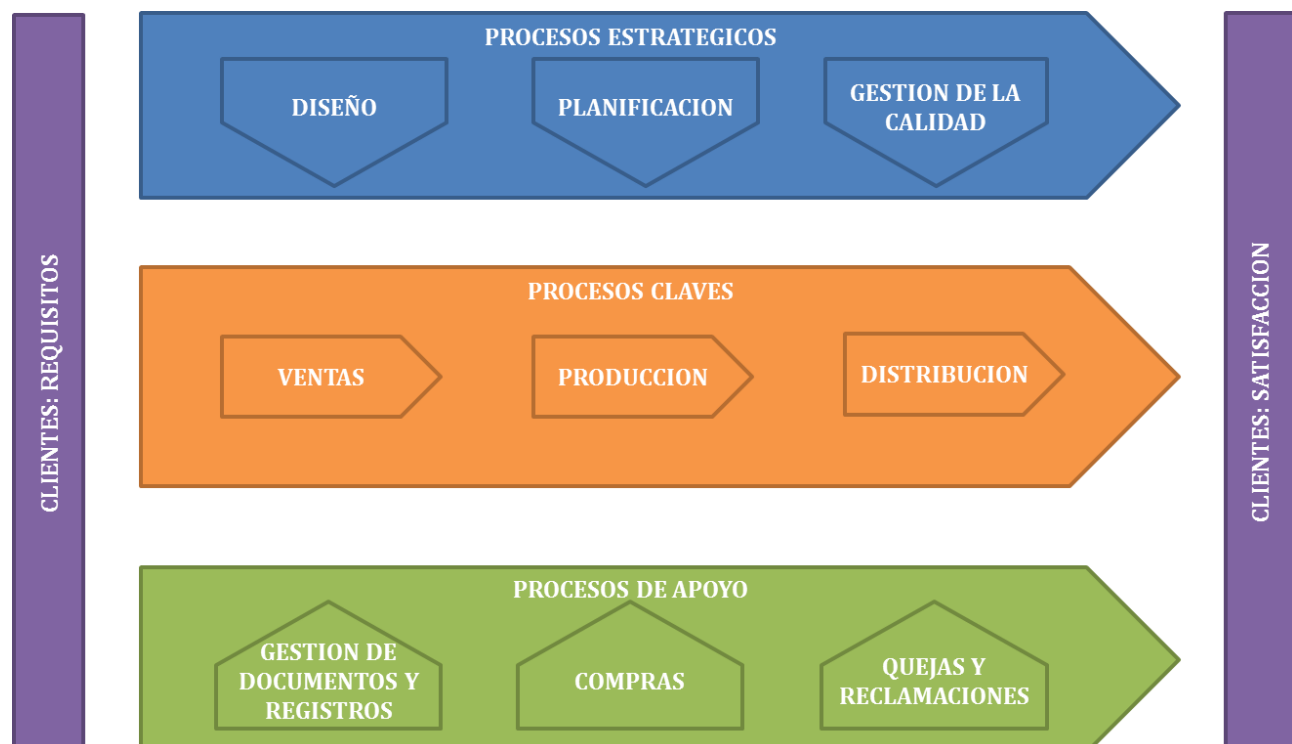 CLIENTES: REQUISITOS
PROCESOS ESTRATEGICOS
DISEÑO
PLANIFICACION
GESTION DE LA
CALIDAD
PROCESOS CLAVES
VENTAS
PRODUCCION
DISTRIBUCION
PROCESOS DE APOYO
GESTION DE
DOCUMENTOS Y
REGISTROS
COMPRAS
QUEJAS Y
RECLAMACIONES
CLIENTES: SATISFACCION